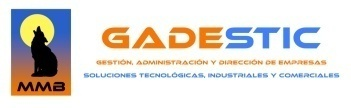 GADESTIC
GESTIÓN, ADMINISTRACIÓN Y DIRECCIÓN DE EMPRESAS
SOLUCIONES TECNOLÓGICAS, INDUSTRIALES Y COMERCIALES
MMB